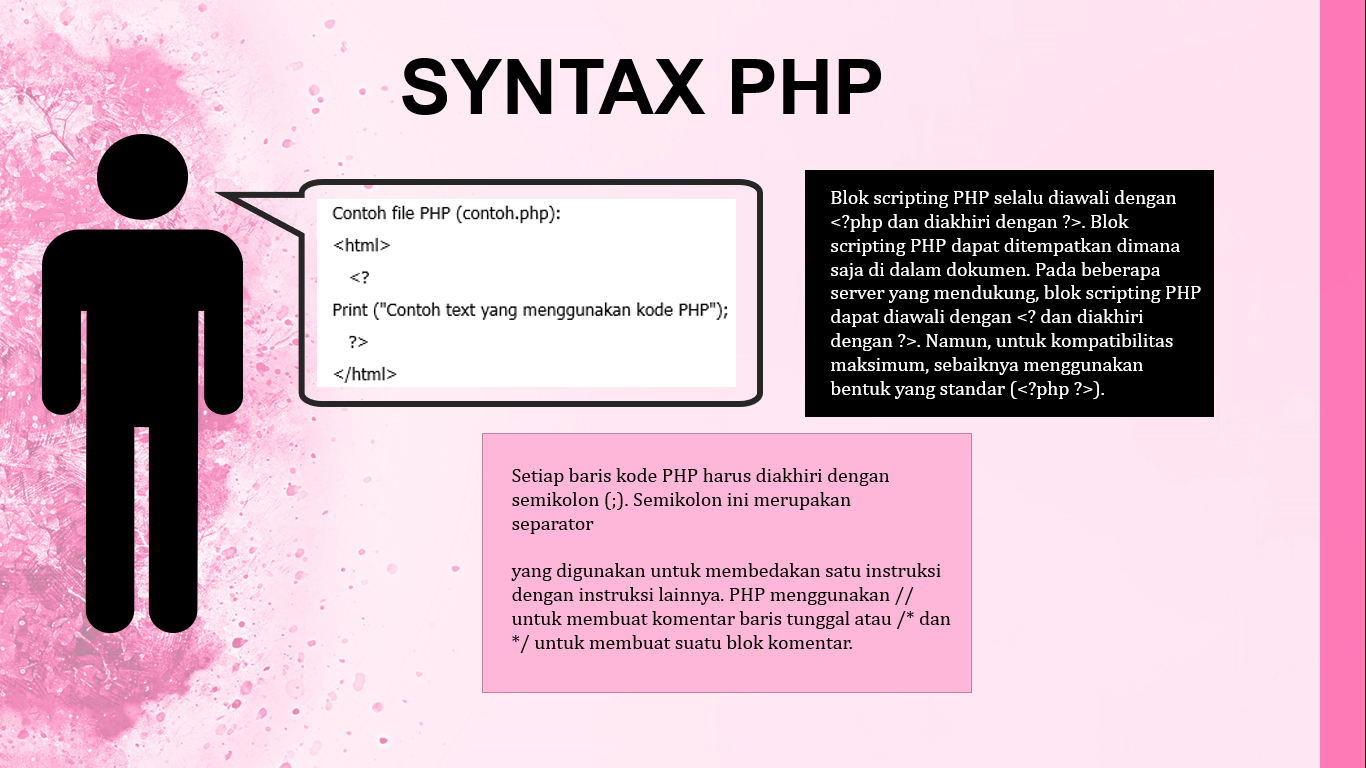 SYNTAX PHP
Contoh file PHP (contoh.php):
<html>
<?
Print ("Contoh text yang menggunakan kode PHP");
?>
</html>
Blok scripting PHP selalu diawali dengan
<?php dan diakhiri dengan ?>. Blok
scripting PHP dapat ditempatkan dimana
saja di dalam dokumen. Pada beberapa
server yang mendukung, blok scripting PHP
dapat diawali dengan <? dan diakhiri
dengan ?>. Namun, untuk kompatibilitas
maksimum, sebaiknya menggunakan
bentuk yang standar (<?php ?>).
Setiap baris kode PHP harus diakhiri dengan
semikolon (;). Semikolon ini merupakan
separator
yang digunakan untuk membedakan satu instruksi
dengan instruksi lainnya. PHP menggunakan //
untuk membuat komentar baris tunggal atau /* dan
*/ untuk membuat suatu blok komentar.